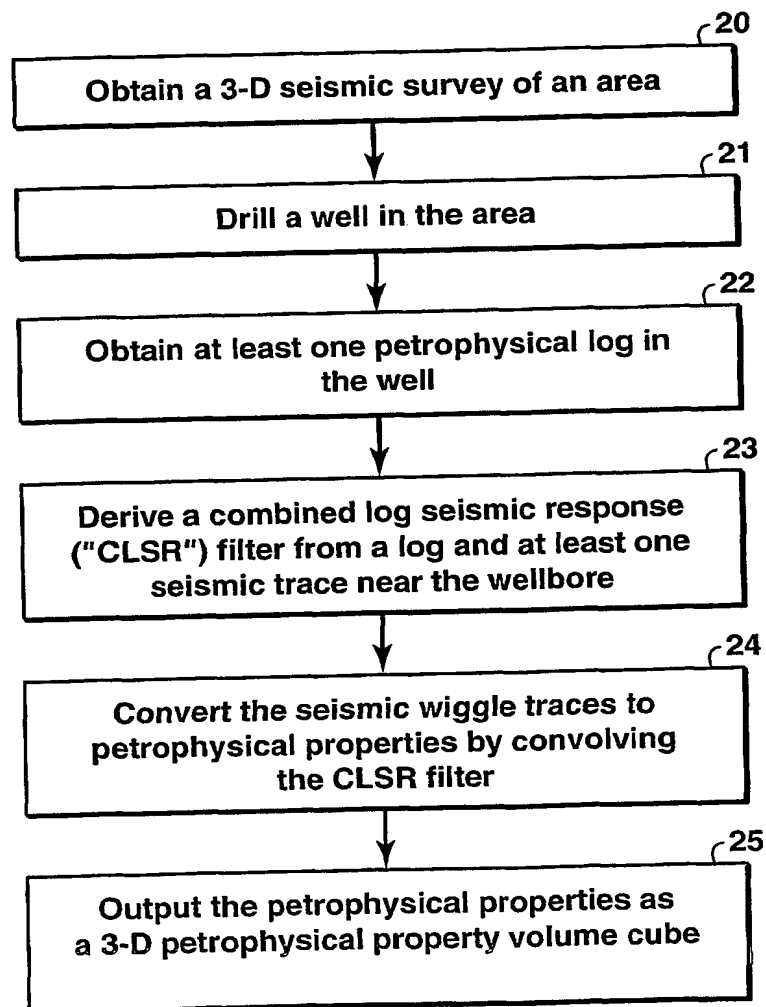 20
Obtain a 3-D seismic survey of an area
21
Drill a well in the area
22
Obtain at least one petrophysical log in
the well
23
Derive a combined log seismic response
("CLSR") filter from a log and at least one
seismic trace near the wellbore
24
Convert the seismic wiggle traces to
petrophysical properties by convolving
the CLSR filter
25
Output the petrophysical properties as
a 3-D petrophysical property volume cube